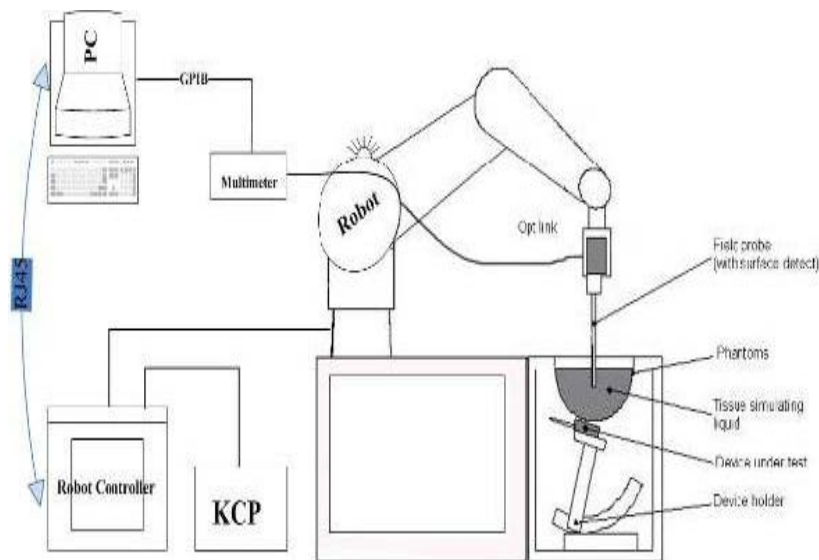 PC
GPIB
Multimeter
Robot
Opt link
Field probe
(with surface detect)
RJ45
Phantoms
Tissue simulating
liquid
Device under test
Device holder
Robot Controller
KCP